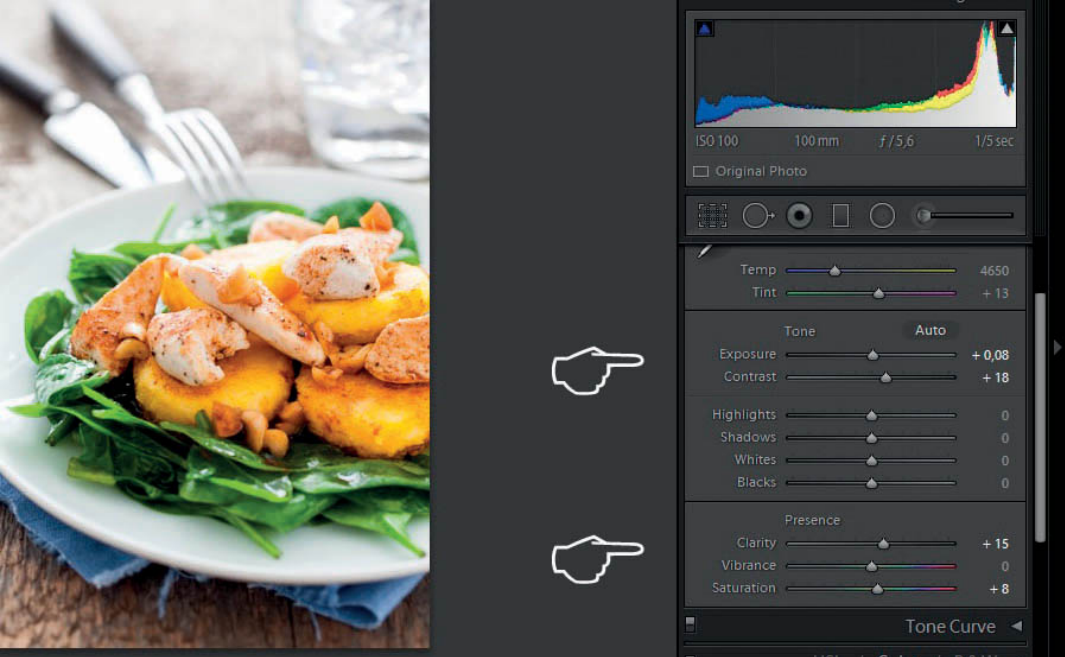 ISO 100 100 mm ƒ / 5,6 1/5 sec
Original Photo
Temp 4650
Tint + 13
Tone Auto
Exposure + 0,08
Contrast + 18
Highlights 0
Shadows 0
Whites 0
Blacks 0
Presence
Clarity + 15
Vibrance 0
Saturation + 8
Tone Curve